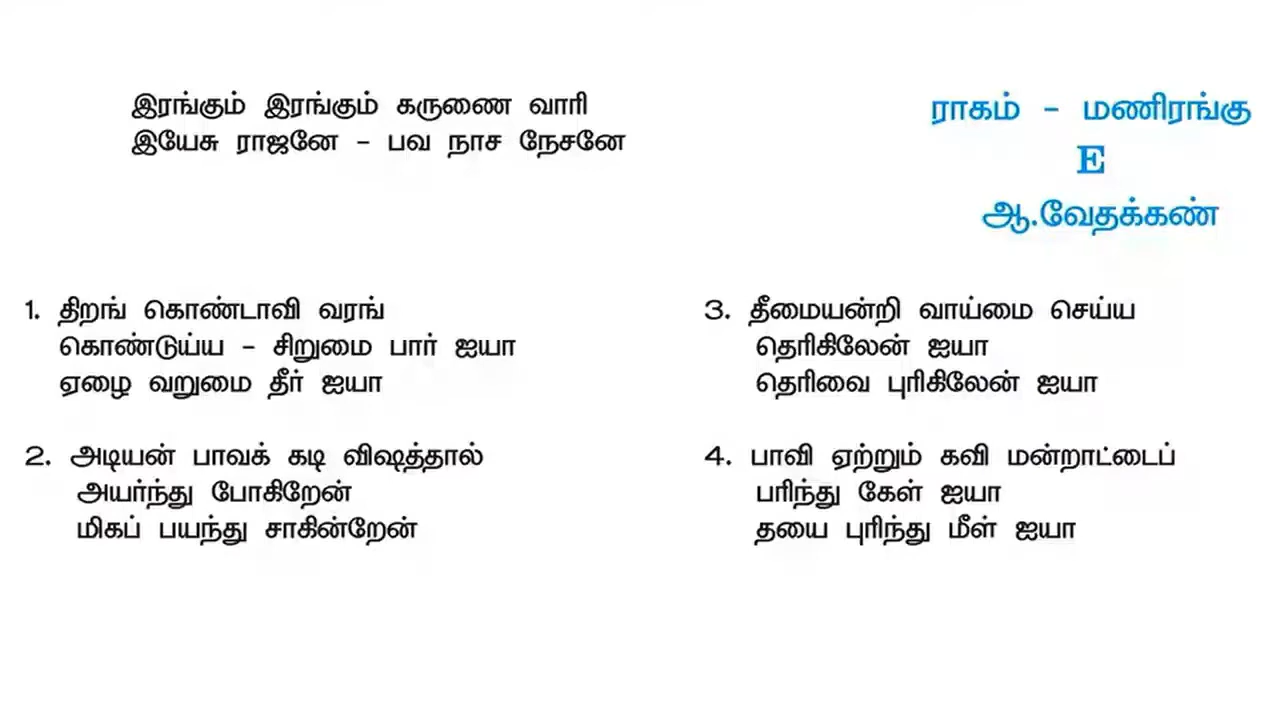 இரங்கும் இரங்கும் கருணை வாரி
இயேசு ராஜனே - பவ நாச நேசனே
ராகம் - மணிரங்கு
E
ஆ.வேதக்கண்
1. திறங் கொண்டாவி வரங்
கொண்டுய்ய - சிறுமை பார் ஐயா
ஏழை வறுமை தீர் ஐயா
2. அடியன் பாவக் கடி விஷத்தால்
அயர்ந்து போகிறேன்
மிகப் பயந்து சாகின்றேன்
3. தீமையன்றி வாய்மை செய்ய
தெரிகிலேன் ஐயா
தெரிவை புரிகிலேன் ஐயா
4. பாவி ஏற்றும் கவி மன்றாட்டைப்
பரிந்து கேள் ஐயா
தயை புரிந்து மீள் ஐயா